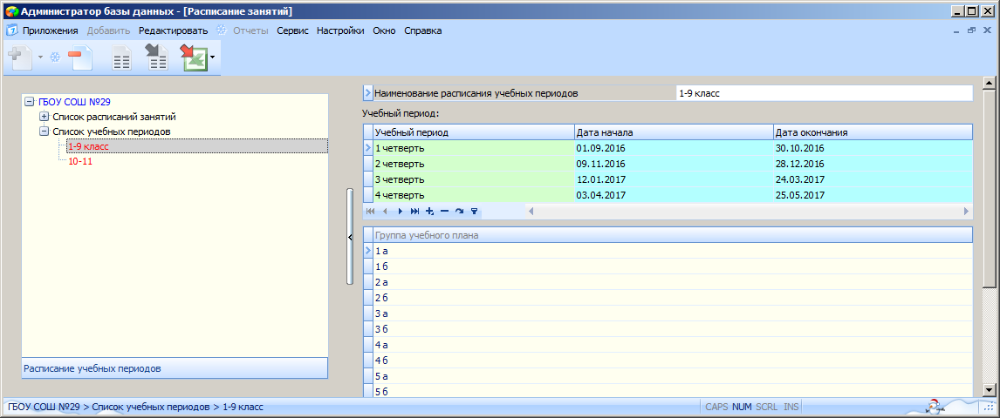 Администратор базы данных - [Расписание занятий]
Приложения Добавить Редактировать Отчеты Сервис Настройки Окно Справка
ГБОУ СОШ №29
Список расписаний занятий
Список учебных периодов
1-9 класс
10-11
Расписание учебных периодов
Наименование расписания учебных периодов 1-9 класс
Учебный период:
Учебный период Дата начала Дата окончания
1 четверть 01.09.2016 30.10.2016
2 четверть 09.11.2016 28.12.2016
3 четверть 12.01.2017 24.03.2017
4 четверть 03.04.2017 25.05.2017
Группа учебного плана
1 а
1 б
2 а
2 б
3 а
3 б
4 а
4 б
5 а
5 б
ГБОУ СОШ №29 > Список учебных периодов > 1-9 класс CAPS NUM SCRL INS